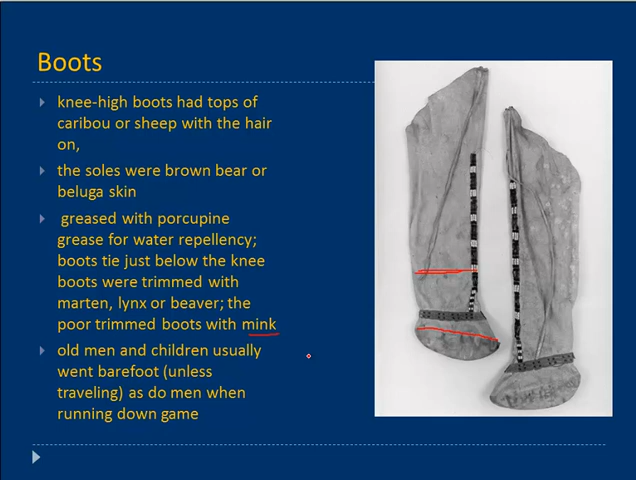 Boots
knee-high boots had tops of
caribou or sheep with the hair
on,
the soles were brown bear or
beluga skin
greased with porcupine
grease for water repellency;
boots tie just below the knee
boots were trimmed with
marten, lynx or beaver; the
poor trimmed boots with mink
old men and children usually
went barefoot (unless
traveling) as do men when
running down game